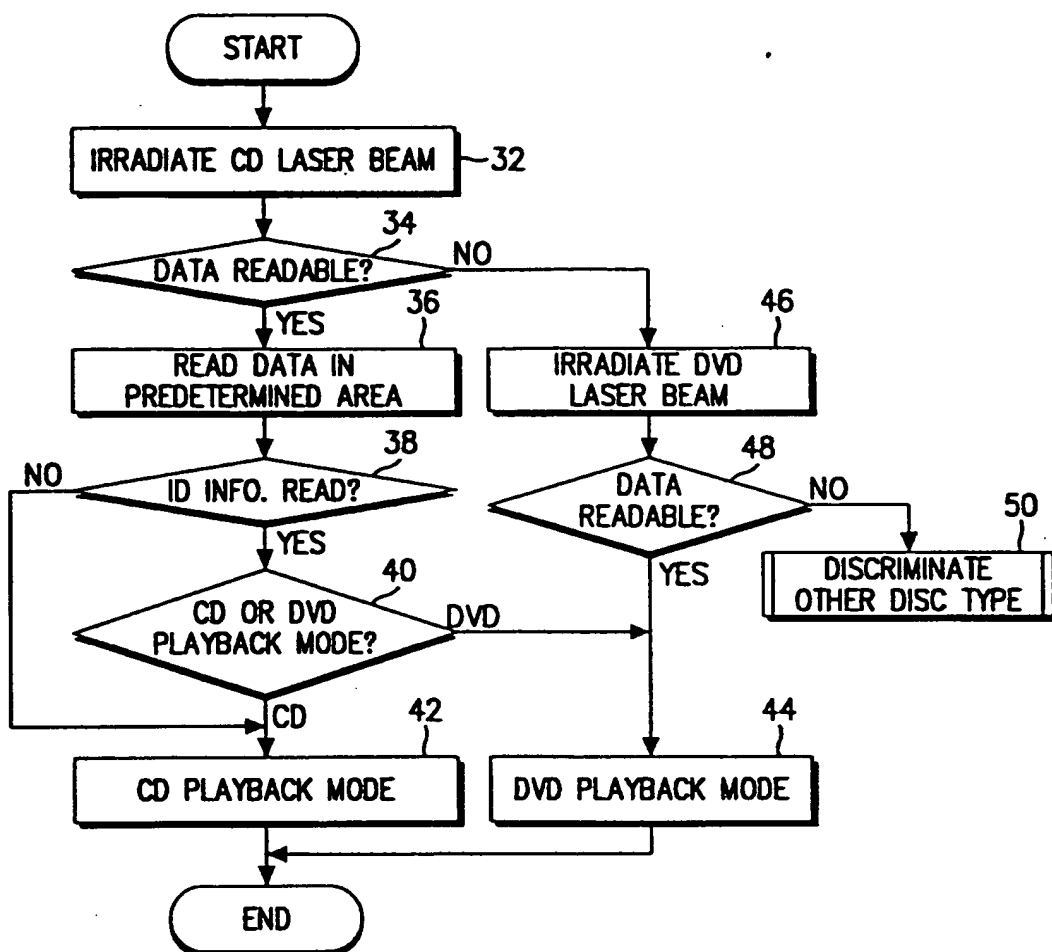 START
IRRADIATE CD LASER BEAM
32
34
DATA READABLE?
NO
YES
36
46
READ DATA IN
PREDETERMINED AREA
IRRADIATE DVD
LASER BEAM
38
NO
ID INFO. READ?
YES
48
DATA
READABLE?
NO
YES
50
DISCRIMINATE
OTHER DISC TYPE
40
CD OR DVD
PLAYBACK MODE?
DVD
CD
42
44
CD PLAYBACK MODE
DVD PLAYBACK MODE
END